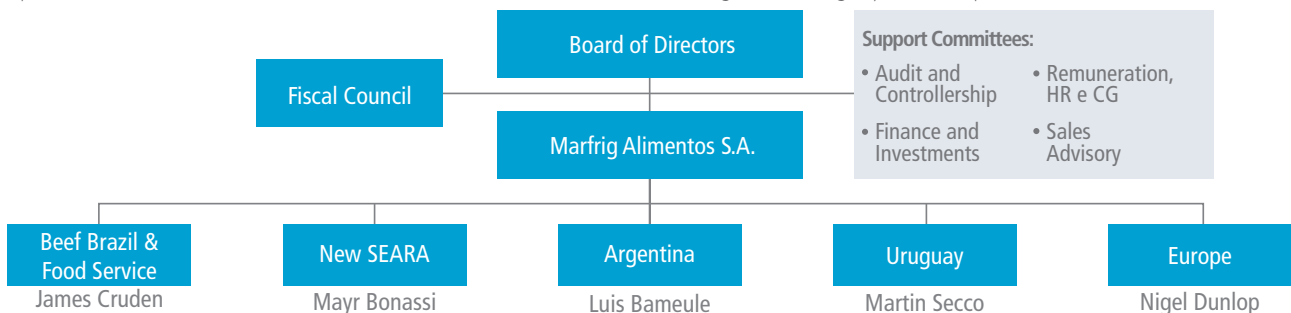 Board of Directors
Fiscal Council
Marfrig Alimentos S.A.
Support Committees:
• Audit and
Controllership
• Finance and
Investments
• Remuneration,
HR e CG
• Sales
Advisory
Beef Brazil &
Food Service
James Cruden
New SEARA
Mayr Bonassi
Argentina
Luis Bameule
Uruguay
Martin Secco
Europe
Nigel Dunlop